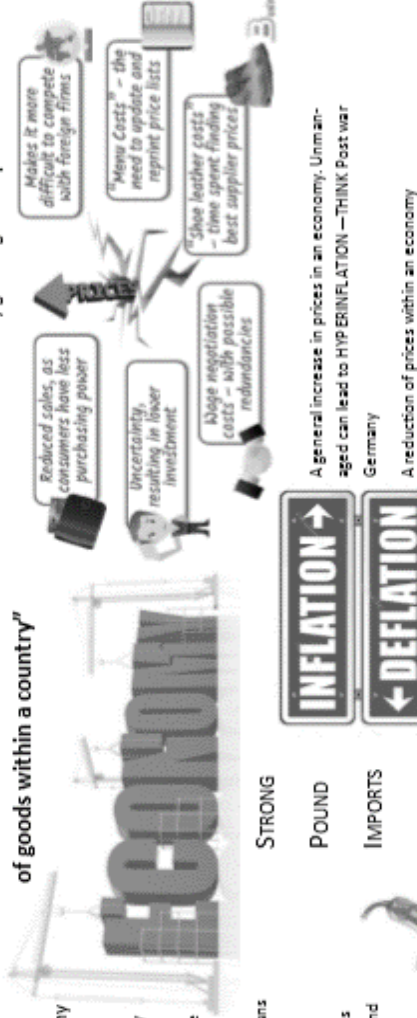 of goods within a country"
ECONOMY
Reduced sales, as
consumers have less
purchasing power
Uncertainty,
resulting in lower
investment
Wage negotiation
costs – with possible
redundancies
PRICES
Makes it more
difficult to compete
with foreign firms
"Menu Costs" – the
need to update and
reprint price lists
"Shoe leather costs"
– time spent finding
best supplier prices
STRONG
POUND
IMPORTS
INFLATION
DEFLATION
A general increase in prices in an economy. Unman-
aged can lead to HYPERINFLATION —THINK Post war
Germany
A reduction of prices within an economy